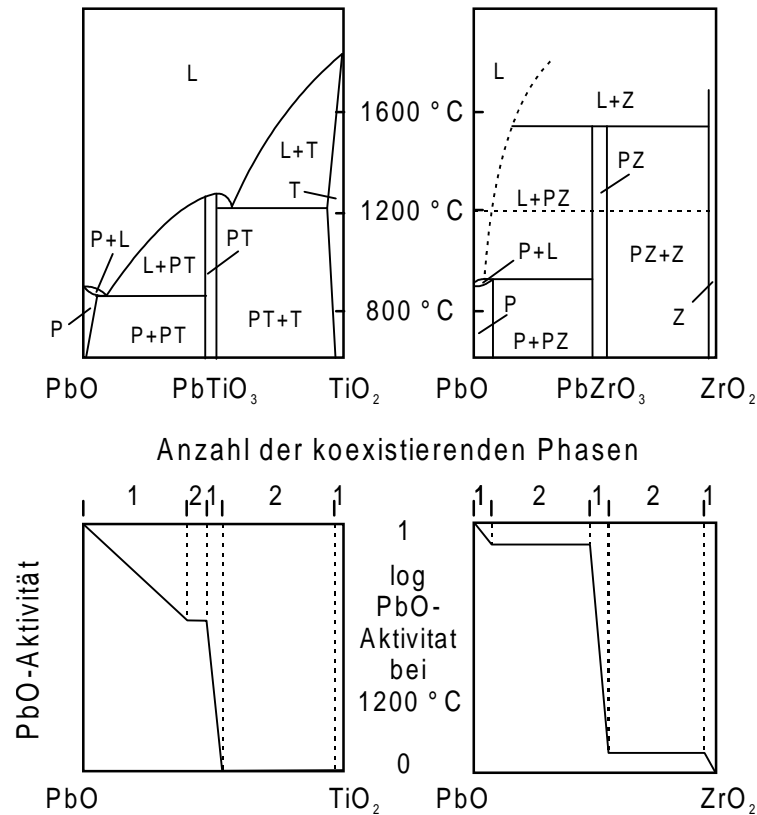 L
L+T
T
P+L
L+PT
PT
P
P+PT
PT+T
PbO
PbTiO₃
TiO₂
1600 °C
1200 °C
800 °C
L
L+Z
PZ
L+PZ
P+L
PZ+Z
P
Z
P+PZ
PbO
PbZrO₃
ZrO₂
Anzahl der koexistierenden Phasen
1 2 1 2 1
1 2 1 2 1
PbO-Aktivität
1
log
PbO-
Aktivitat
bei
1200 °C
0
PbO TiO₂
PbO ZrO₂